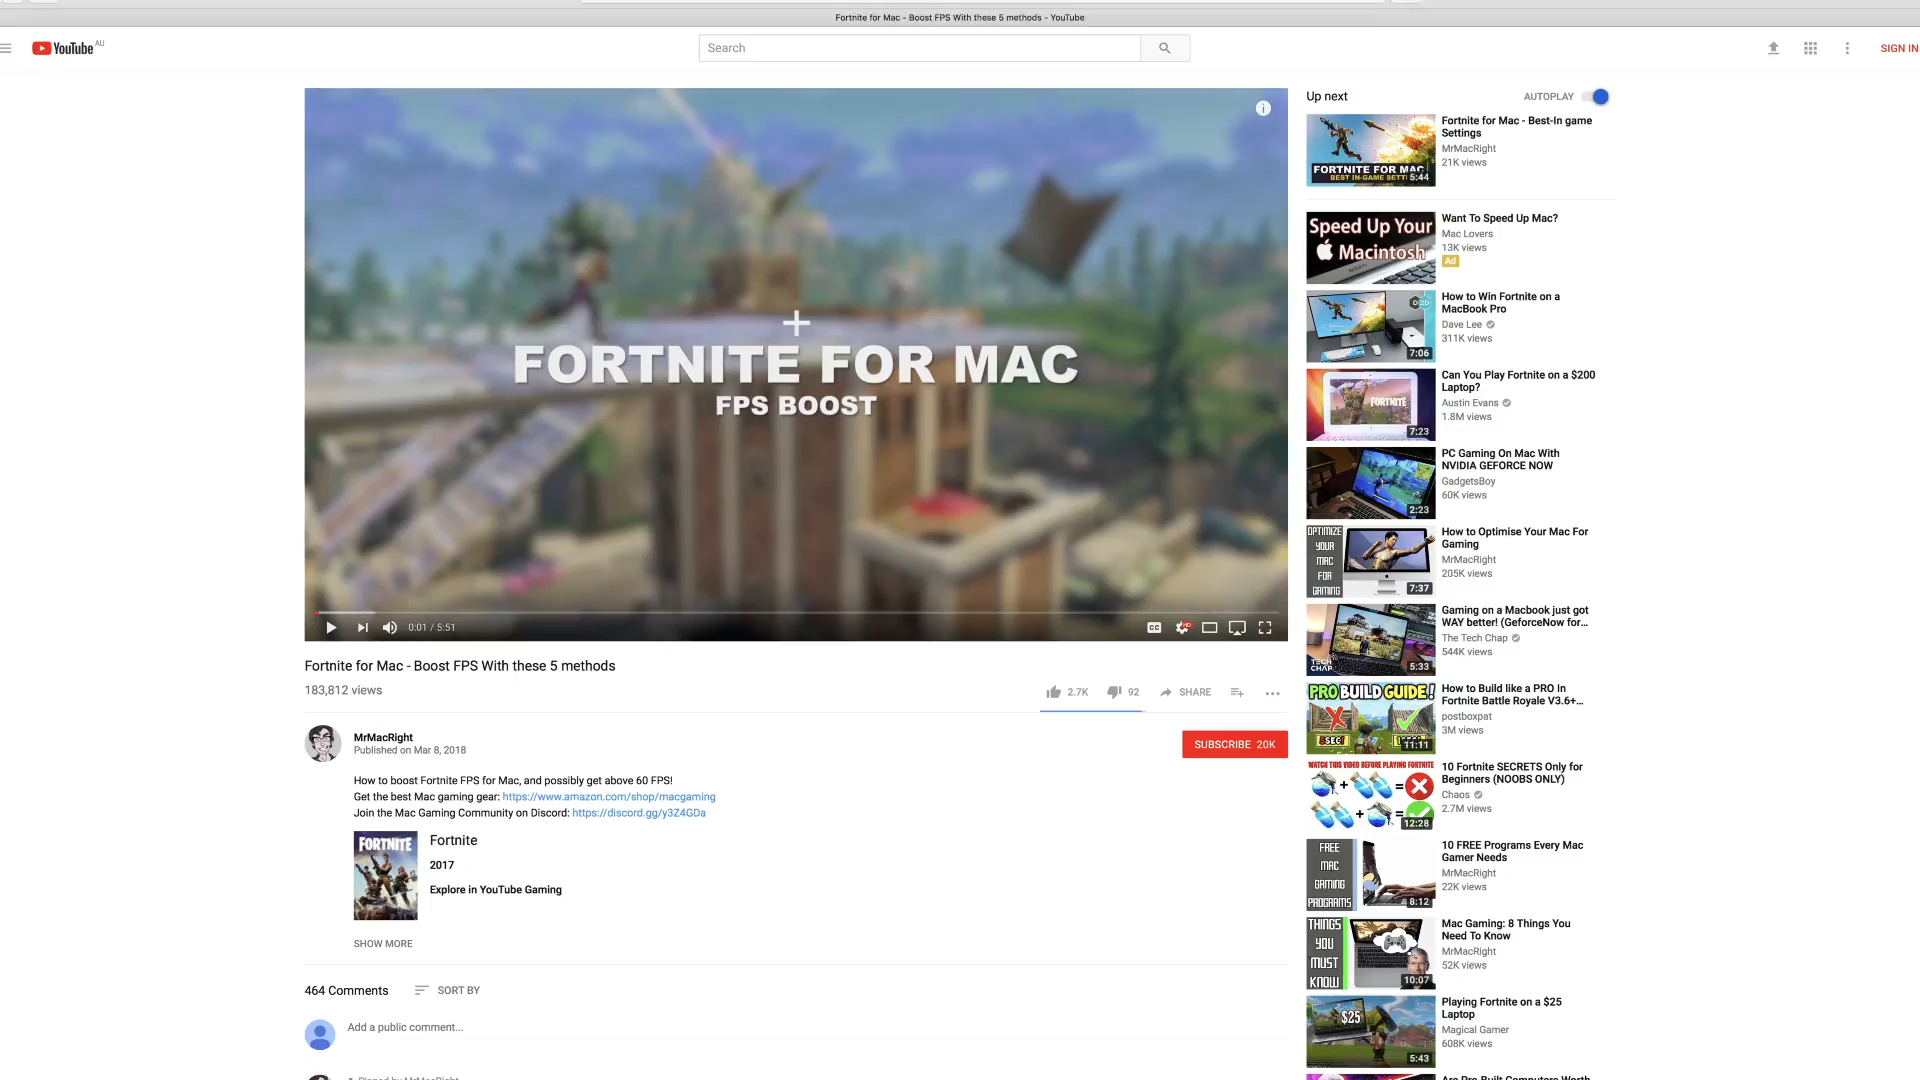 Fortnite for Mac - Boost FPS With these 5 methods - YouTube
YouTube AU
Search
SIGN IN
FORTNITE FOR MAC
FPS BOOST
0:01 / 5:51
CC
HD
Fortnite for Mac - Boost FPS With these 5 methods
183,812 views
2.7K
92
SHARE
MrMacRight
Published on Mar 8, 2018
SUBSCRIBE 20K
How to boost Fortnite FPS for Mac, and possibly get above 60 FPS!
Get the best Mac gaming gear: https://www.amazon.com/shop/macgaming
Join the Mac Gaming Community on Discord: https://discord.gg/y3Z4GDa
FORTNITE
Fortnite
2017
Explore in YouTube Gaming
SHOW MORE
464 Comments
SORT BY
Add a public comment...
Pinned by MrMacRight
Up next
AUTOPLAY
FORTNITE FOR MAC
5:44
Fortnite for Mac - Best-In game
Settings
MrMacRight
21K views
Speed Up Your
Macintosh
Want To Speed Up Mac?
Mac Lovers
13K views
Ad
7:06
How to Win Fortnite on a
MacBook Pro
Dave Lee
311K views
FORTNITE
7:23
Can You Play Fortnite on a $200
Laptop?
Austin Evans
1.8M views
2:23
PC Gaming On Mac With
NVIDIA GEFORCE NOW
GadgetsBoy
60K views
OPTIMIZE
YOUR
MAC
FOR
GAMING
7:37
How to Optimise Your Mac For
Gaming
MrMacRight
205K views
TECH
CHAP
5:33
Gaming on a Macbook just got
WAY better! (GeforceNow for...
The Tech Chap
544K views
PRO BUILD GUIDE!
11:11
How to Build like a PRO In
Fortnite Battle Royale V3.6+...
postboxpat
3M views
WATCH THIS VIDEO BEFORE PLAYING FORTNITE
12:28
10 Fortnite SECRETS Only for
Beginners (NOOBS ONLY)
Chaos
2.7M views
FREE
MAC
GAMING
PROGRAMS
8:12
10 FREE Programs Every Mac
Gamer Needs
MrMacRight
22K views
THINGS
YOU
MUST
KNOW
10:07
Mac Gaming: 8 Things You
Need To Know
MrMacRight
52K views
$25
5:43
Playing Fortnite on a $25
Laptop
Magical Gamer
608K views
Are Pro Built Computers Worth